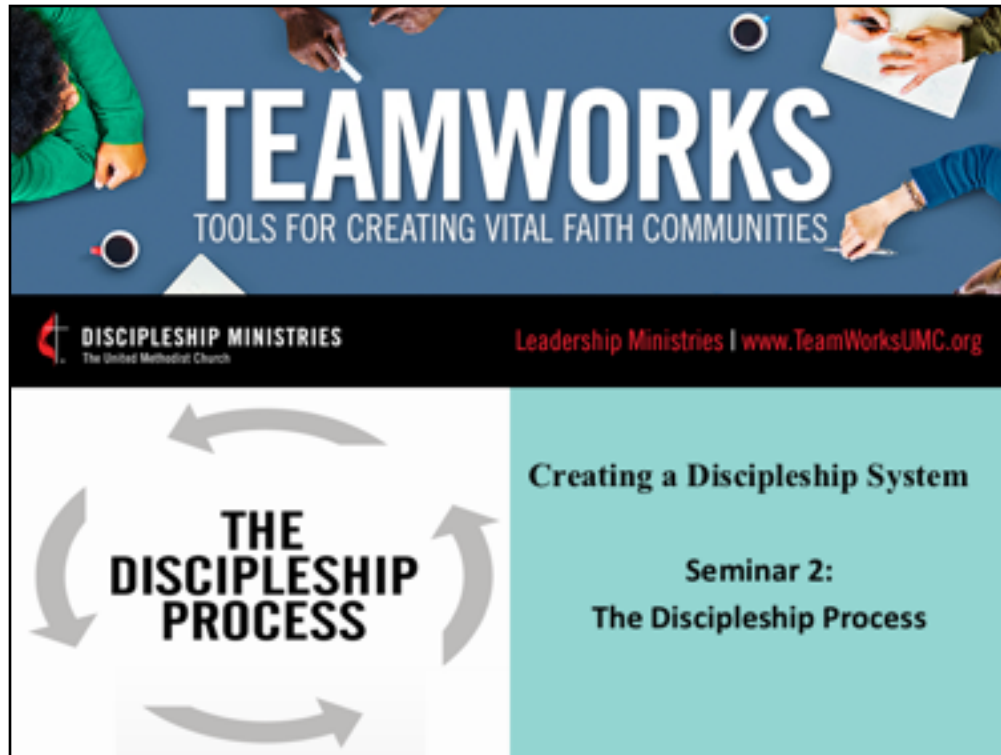 TEAMWORKS
TOOLS FOR CREATING VITAL FAITH COMMUNITIES
DISCIPLESHIP MINISTRIES
The United Methodist Church
Leadership Ministries | www.TeamWorksUMC.org
THE
DISCIPLESHIP
PROCESS
Creating a Discipleship System
Seminar 2:
The Discipleship Process